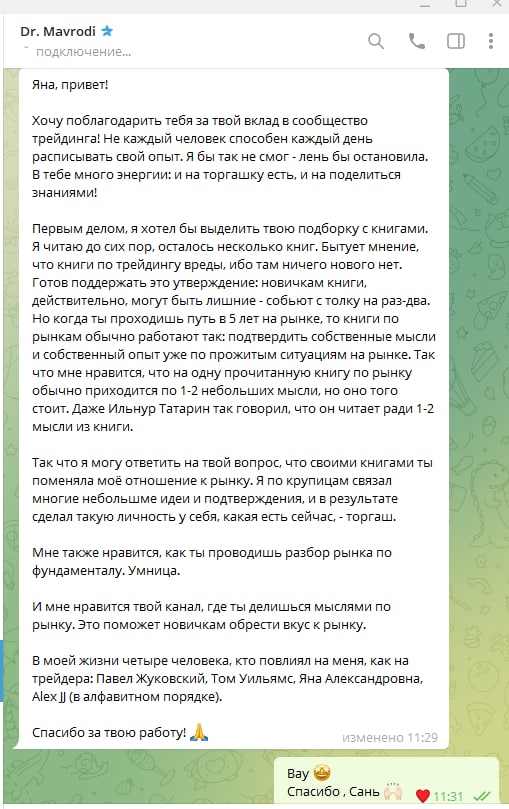 Dr. Mavrodi
подключение...
Яна, привет!
Хочу поблагодарить тебя за твой вклад в сообщество
трейдинга! Не каждый человек способен каждый день
расписывать свой опыт. Я бы так не смог - лень бы остановила.
В тебе много энергии: и на торгашку есть, и на поделиться
знаниями!
Первым делом, я хотел бы выделить твою подборку с книгами.
Я читаю до сих пор, осталось несколько книг. Бытует мнение,
что книги по трейдингу вреды, ибо там ничего нового нет.
Готов поддержать это утверждение: новичкам книги,
действительно, могут быть лишние - собьют с толку на раз-два.
Но когда ты проходишь путь в 5 лет на рынке, то книги по
рынкам обычно работают так: подтвердить собственные мысли
и собственный опыт уже по прожитым ситуациям на рынке. Так
что мне нравится, что на одну прочитанную книгу по рынку
обычно приходится по 1-2 небольших мысли, но оно того
стоит. Даже Ильнур Татарин так говорил, что он читает ради 1-2
мысли из книги.
Так что я могу ответить на твой вопрос, что своими книгами ты
поменяла моё отношение к рынку. Я по крупицам связал
многие небольшме идеи и подтверждения, и в результате
сделал такую личность у себя, какая есть сейчас, - торгаш.
Мне также нравится, как ты проводишь разбор рынка по
фундаменталу. Умница.
И мне нравится твой канал, где ты делишься мыслями по
рынку. Это поможет новичкам обрести вкус к рынку.
В моей жизни четыре человека, кто повлиял на меня, как на
трейдера: Павел Жуковский, Том Уильямс, Яна Александровна,
Alex JJ (в алфавитном порядке).
Спасибо за твою работу! 🙏
изменено 11:29
Вау 🤩
Спасибо , Сань 🙌🏻
❤️ 11:31